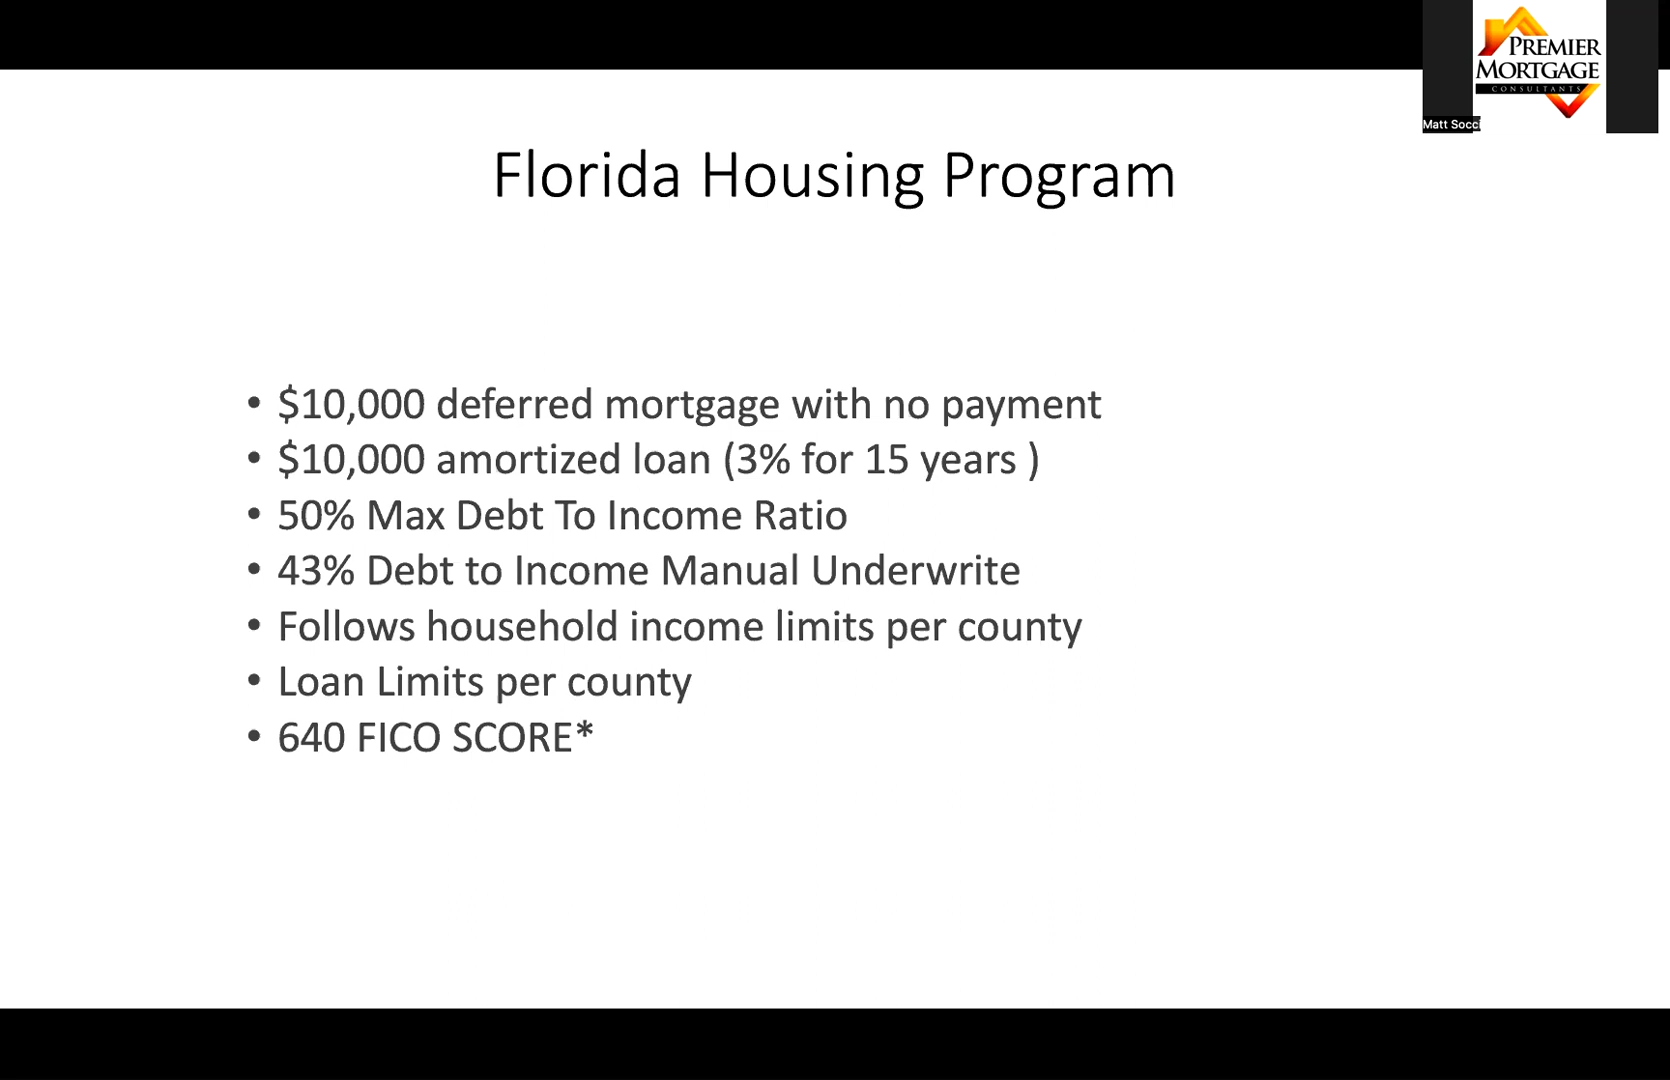 PREMIER
MORTGAGE
CONSULTANTS
Matt Socci
Florida Housing Program
• $10,000 deferred mortgage with no payment
• $10,000 amortized loan (3% for 15 years )
• 50% Max Debt To Income Ratio
• 43% Debt to Income Manual Underwrite
• Follows household income limits per county
• Loan Limits per county
• 640 FICO SCORE*